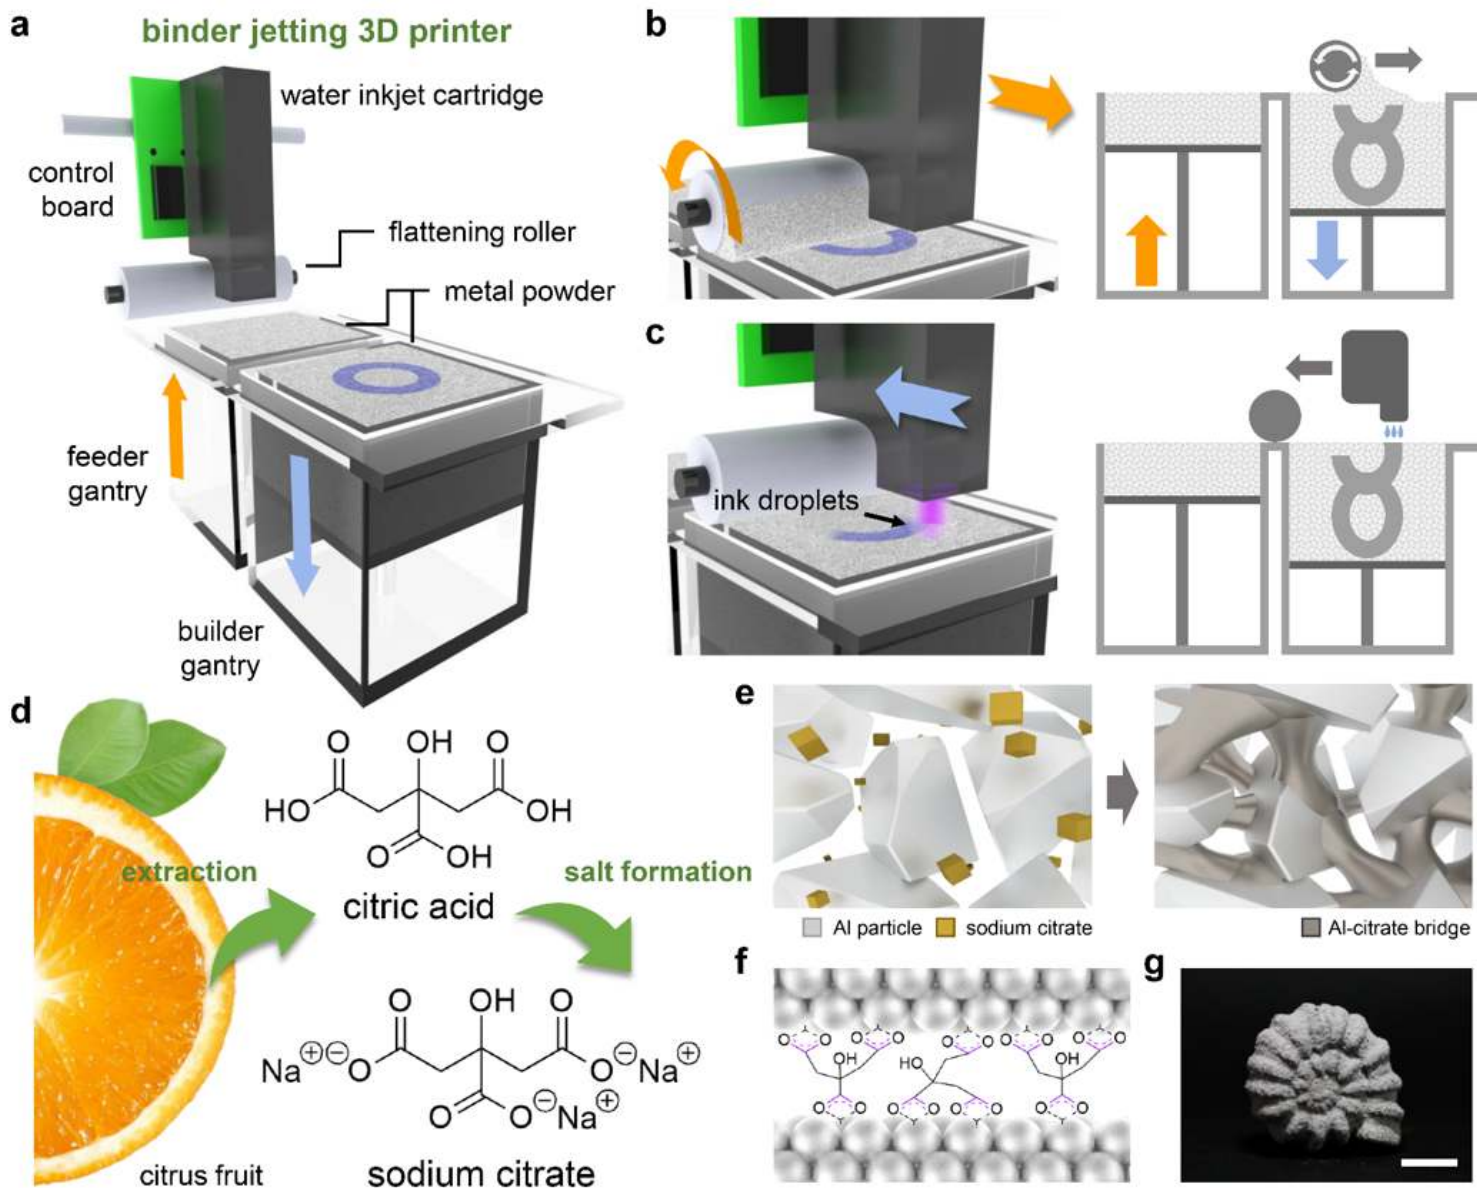 a
binder jetting 3D printer
water inkjet cartridge
control
board
flattening roller
metal powder
feeder
gantry
builder
gantry
b
c
ink droplets
d
O
OH
O
HO
OH
O
OH
extraction
citric acid
salt formation
O
OH
O
Na⊕⊖O
O⊖Na⊕
O
O⊖Na⊕
citrus fruit
sodium citrate
e
Al particle
sodium citrate
Al-citrate bridge
f
O O O O O O O O
OH
HO
OH
O O O O O O O O
g